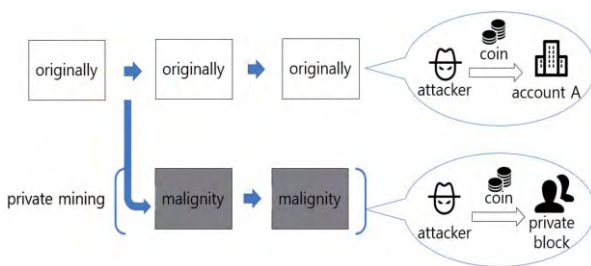 originally
originally
originally
coin
attacker
account A
private mining
malignity
malignity
coin
attacker
private
block